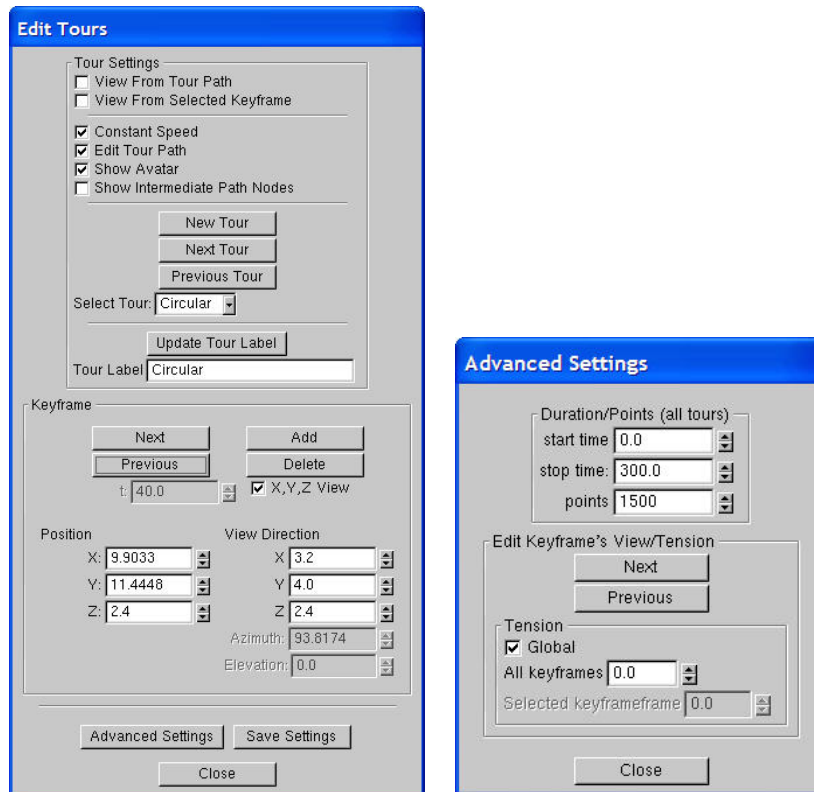 Edit Tours
Tour Settings
View From Tour Path
View From Selected Keyframe
Constant Speed
Edit Tour Path
Show Avatar
Show Intermediate Path Nodes
New Tour
Next Tour
Previous Tour
Select Tour: Circular
Update Tour Label
Tour Label Circular
Keyframe
Next Add
Previous Delete
t: 40.0 X,Y,Z View
Position View Direction
X: 9.9033 X 3.2
Y: 11.4448 Y 4.0
Z: 2.4 Z 2.4
Azimuth: 93.8174
Elevation: 0.0
Advanced Settings Save Settings
Close
Advanced Settings
Duration/Points (all tours)
start time 0.0
stop time: 300.0
points 1500
Edit Keyframe's View/Tension
Next
Previous
Tension
Global
All keyframes 0.0
Selected keyframeframe 0.0
Close